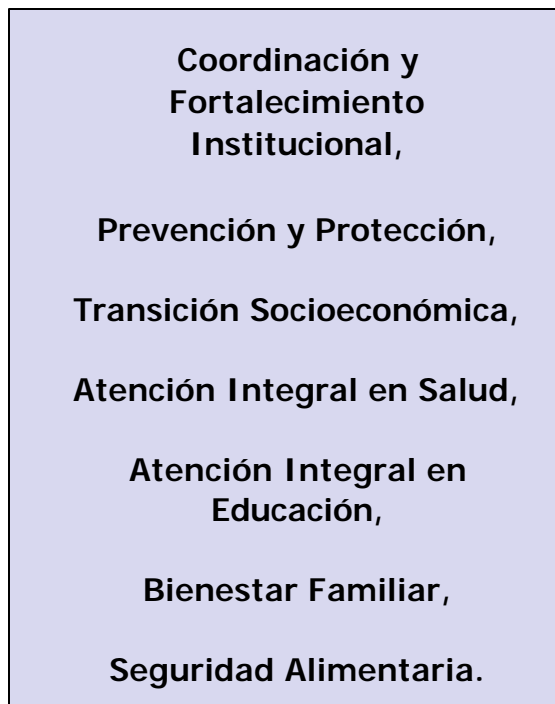 Coordinación y
Fortalecimiento
Institucional,
Prevención y Protección,
Transición Socioeconómica,
Atención Integral en Salud,
Atención Integral en
Educación,
Bienestar Familiar,
Seguridad Alimentaria.